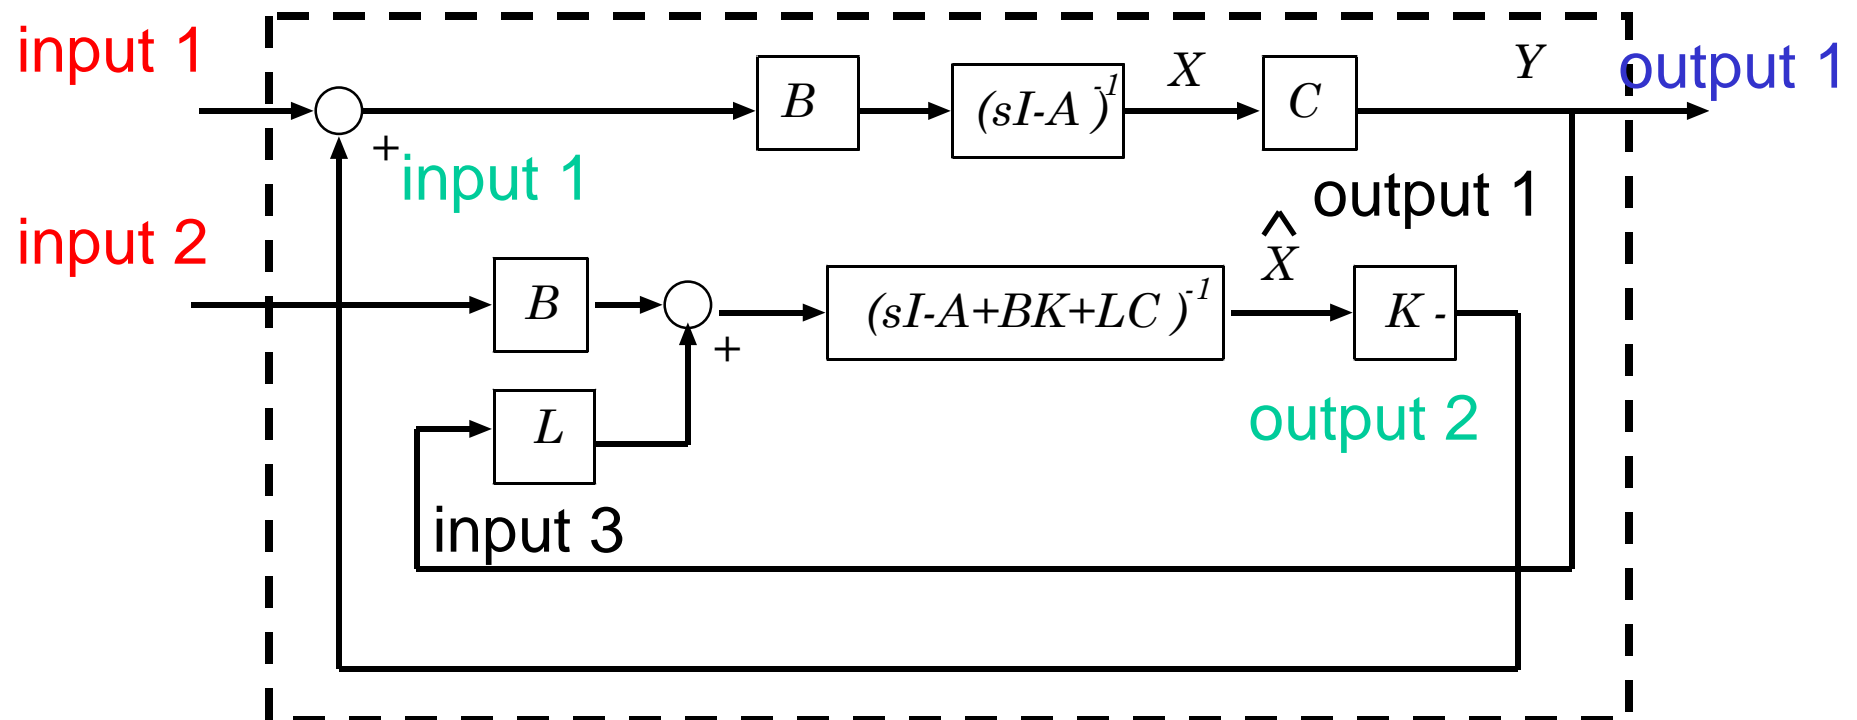 input 1
B
(sI-A )-1
X
C
Y
output 1
+
input 1
output 1
input 2
B
+
(sI-A+BK+LC )-1
^
X
K -
L
output 2
input 3